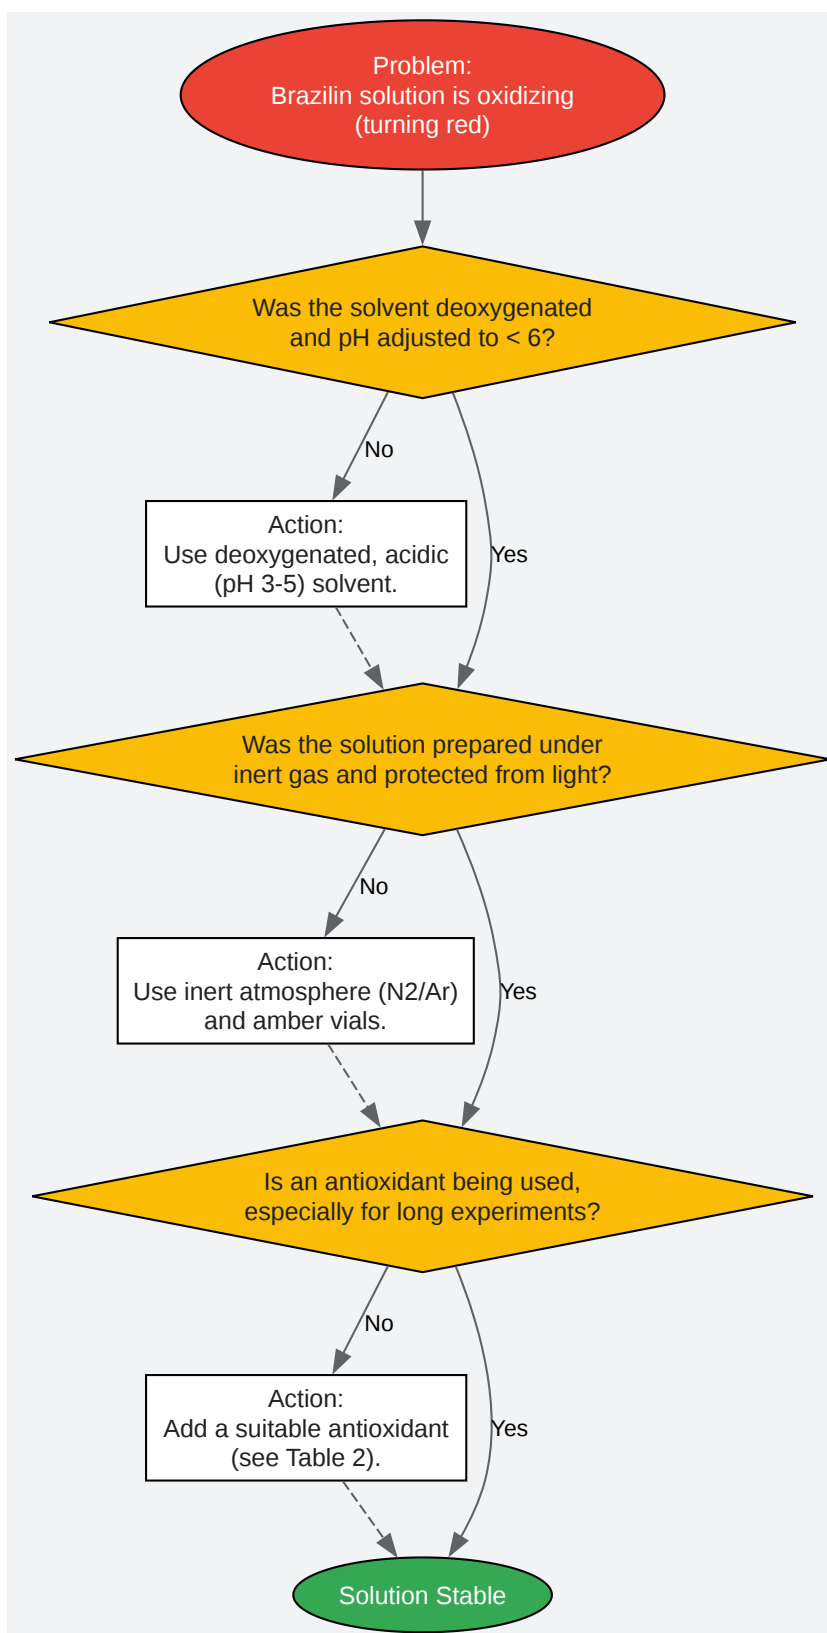 Problem:
Brazilin solution is oxidizing
(turning red)
Was the solvent deoxygenated
and pH adjusted to < 6?
No
Action:
Use deoxygenated, acidic
(pH 3-5) solvent.
Yes
Was the solution prepared under
inert gas and protected from light?
No
Action:
Use inert atmosphere (N2/Ar)
and amber vials.
Yes
Is an antioxidant being used,
especially for long experiments?
No
Action:
Add a suitable antioxidant
(see Table 2).
Yes
Solution Stable